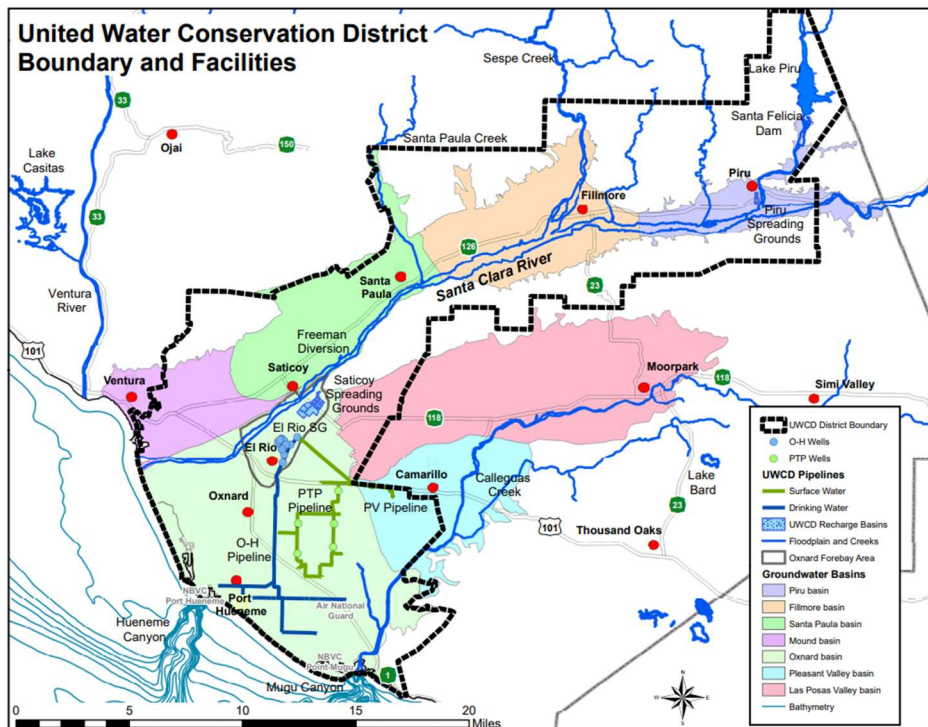 United Water Conservation District
Boundary and Facilities
Sespe Creek
Lake Piru
33
Santa Felicia
Dam
Ojai
150
Santa Paula Creek
Lake
Casitas
Piru
Fillmore
33
Piru
Spreading
Grounds
126
Santa Clara River
Santa
Paula
23
Ventura
River
Freeman
Diversion
101
Saticoy
Moorpark
118
Ventura
Saticoy
Spreading
Grounds
Simi Valley
118
El Rio SG
El Rio
Camarillo
Calleguas
Creek
Lake
Bard
PTP
Pipeline
PV Pipeline
Oxnard
23
101
O-H
Pipeline
Thousand Oaks
Port
Hueneme
NBVC
Port Hueneme
Air National
Guard
Hueneme
Canyon
NBVC
Point Mugu
1
Mugu Canyon
UWCD District Boundary
O-H Wells
PTP Wells
UWCD Pipelines
Surface Water
Drinking Water
UWCD Recharge Basins
Floodplain and Creeks
Oxnard Forebay Area
Groundwater Basins
Piru basin
Fillmore basin
Santa Paula basin
Mound basin
Oxnard basin
Pleasant Valley basin
Las Posas Valley basin
Bathymetry
N
W E
S
0 5 10 15 20
Miles